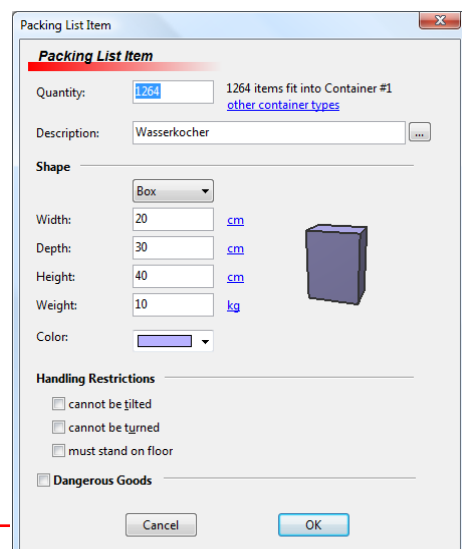 Packing List Item
Packing List Item
Quantity: 1264 1264 items fit into Container #1
other container types
Description: Wasserkocher ...
Shape
Box
Width: 20 cm
Depth: 30 cm
Height: 40 cm
Weight: 10 kg
Color:
Handling Restrictions
cannot be tilted
cannot be turned
must stand on floor
Dangerous Goods
Cancel OK